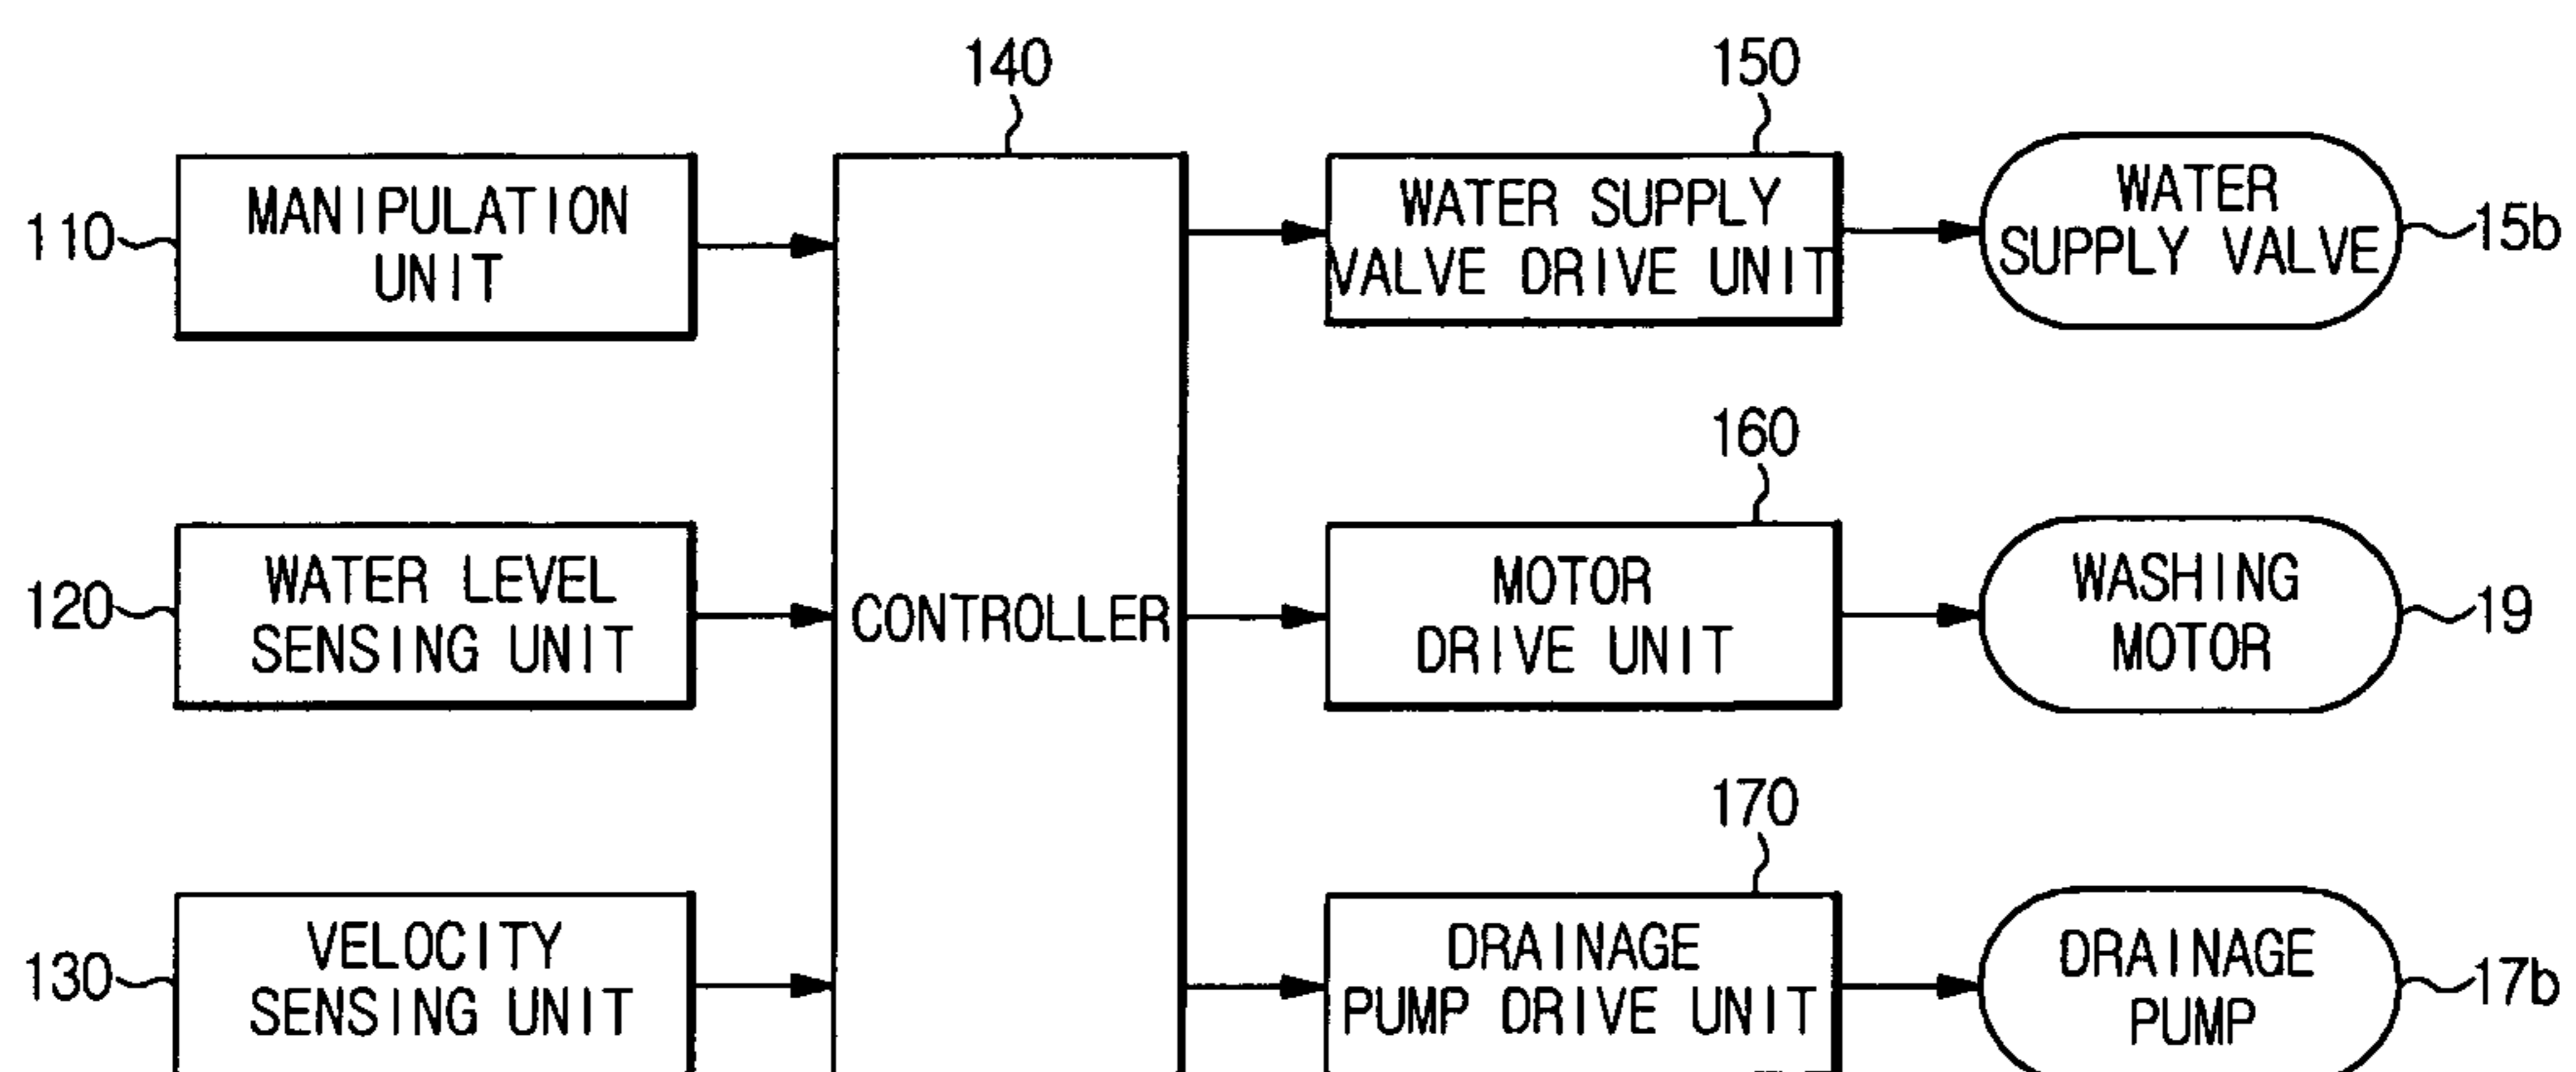 140
150
110
MANIPULATION
UNIT
WATER SUPPLY
VALVE DRIVE UNIT
WATER
SUPPLY VALVE
15b
160
120
WATER LEVEL
SENSING UNIT
CONTROLLER
MOTOR
DRIVE UNIT
WASHING
MOTOR
19
170
130
VELOCITY
SENSING UNIT
DRAINAGE
PUMP DRIVE UNIT
DRAINAGE
PUMP
17b